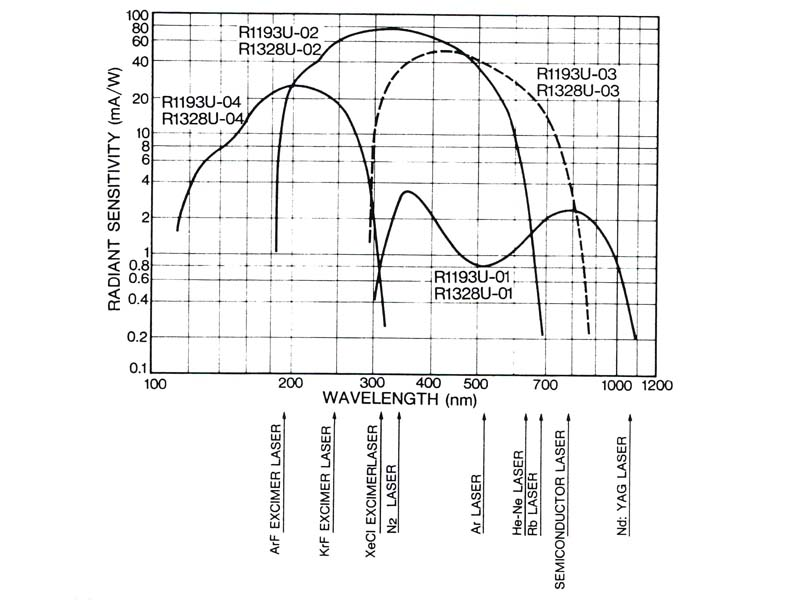 100
80
60
40
20
10
8
6
4
2
1
0.8
0.6
0.4
0.2
0.1
RADIANT SENSITIVITY (mA/W)
R1193U-02
R1328U-02
R1193U-03
R1328U-03
R1193U-04
R1328U-04
R1193U-01
R1328U-01
100 200 300 400 500 700 1000 1200
WAVELENGTH (nm)
ArF EXCIMER LASER
KrF EXCIMER LASER
XeCl EXCIMERLASER
N2 LASER
Ar LASER
He-Ne LASER
Rb LASER
SEMICONDUCTOR LASER
Nd: YAG LASER